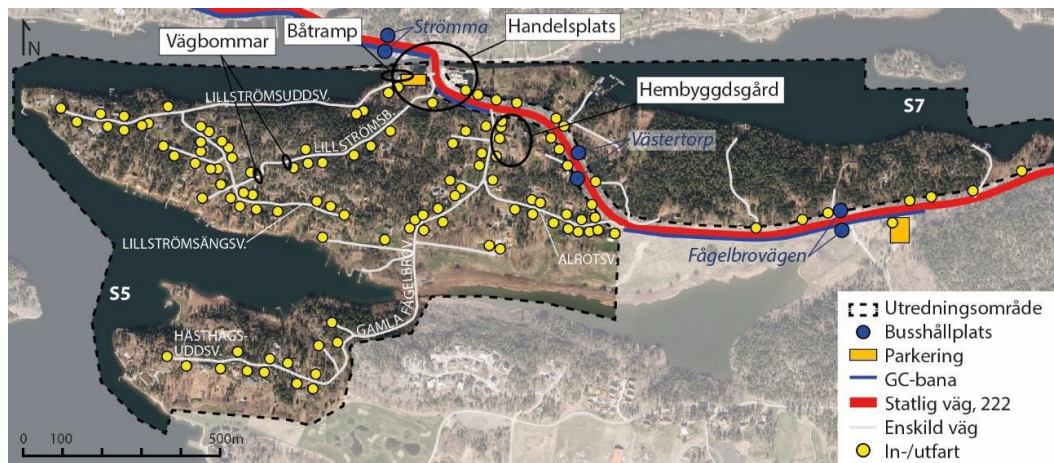 Strömma
Båtramp
Handelsplats
Vägbommar
N
Hembyggdsgård
LILLSTRÖMSUDDSV.
LILLSTRÖMSB.
S7
Västertorp
LILLSTRÖMSÄNGSV.
ALROTSV.
Fågelbrovägen
S5
GAMLA FÅGELBROV.
HÄSTHAGS-
UDDSV.
Utredningsområde
Busshållplats
Parkering
GC-bana
Statlig väg, 222
Enskild väg
In-/utfart
0 100 500m